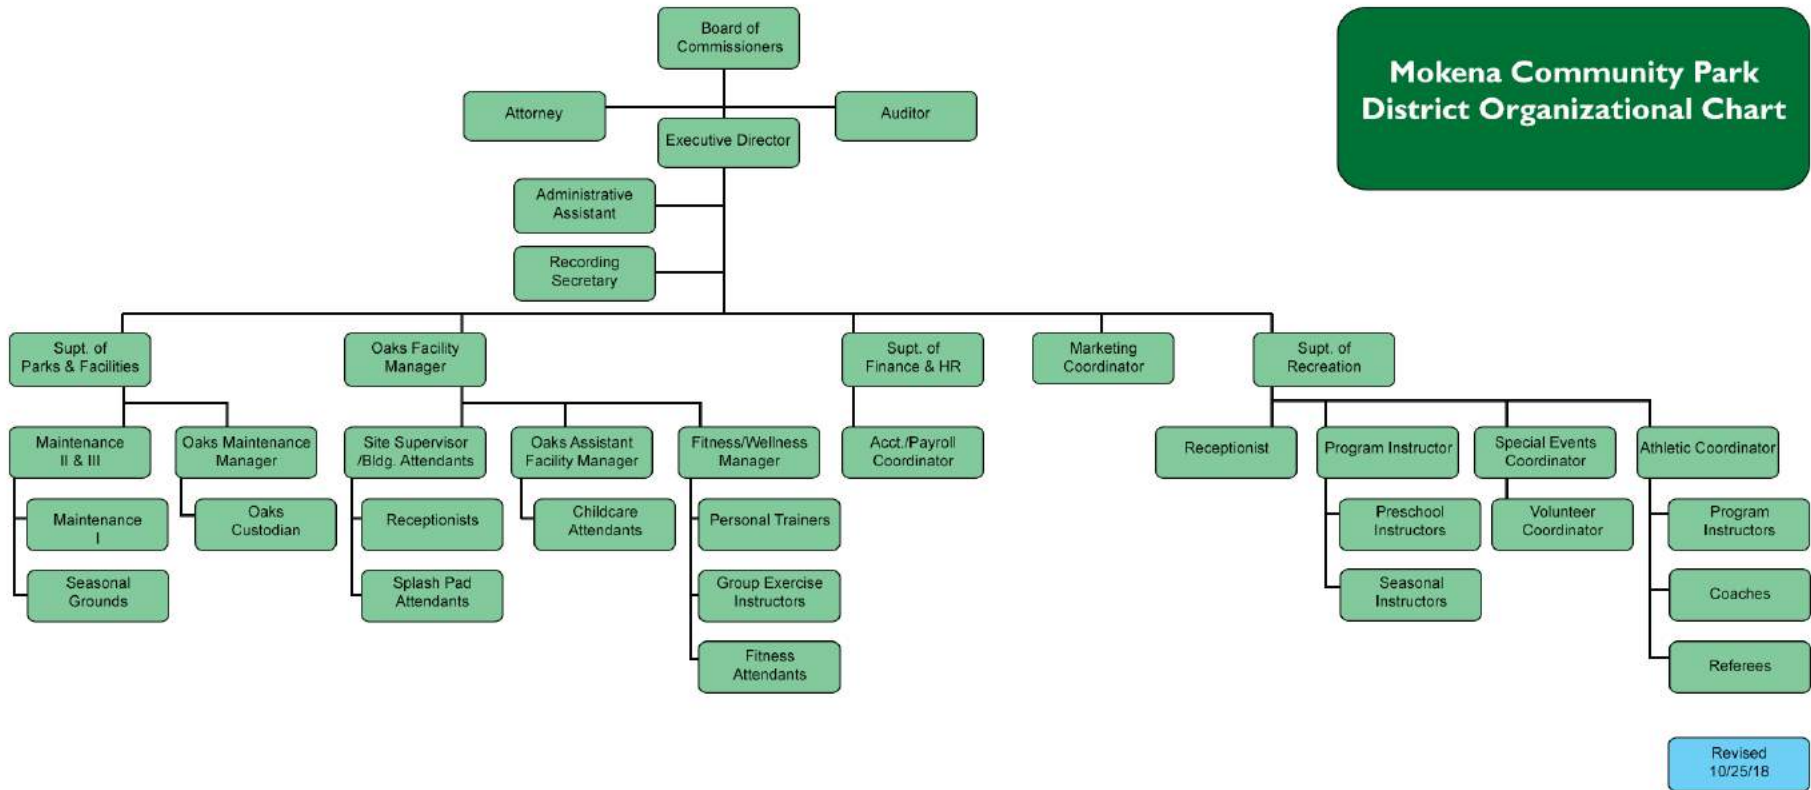 Board of
Commissioners
Mokena Community Park
District Organizational Chart
Attorney
Auditor
Executive Director
Administrative
Assistant
Recording
Secretary
Supt. of
Parks & Facilities
Oaks Facility
Manager
Supt. of
Finance & HR
Marketing
Coordinator
Supt. of
Recreation
Maintenance
II & III
Oaks Maintenance
Manager
Site Supervisor
/Bldg. Attendants
Oaks Assistant
Facility Manager
Fitness/Wellness
Manager
Acct./Payroll
Coordinator
Receptionist
Program Instructor
Special Events
Coordinator
Athletic Coordinator
Maintenance
I
Oaks
Custodian
Receptionists
Childcare
Attendants
Personal Trainers
Preschool
Instructors
Volunteer
Coordinator
Program
Instructors
Seasonal
Grounds
Splash Pad
Attendants
Group Exercise
Instructors
Seasonal
Instructors
Coaches
Fitness
Attendants
Referees
Revised
10/25/18